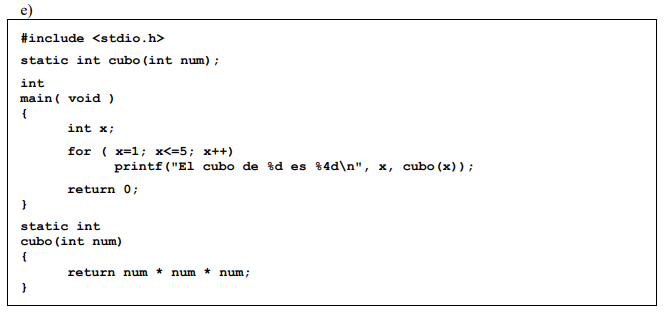 e)
#include <stdio.h>
static int cubo(int num);
int
main( void )
{
int x;
for ( x=1; x<=5; x++)
printf("El cubo de %d es %4d\n", x, cubo(x));
return 0;
}
static int
cubo(int num)
{
return num * num * num;
}